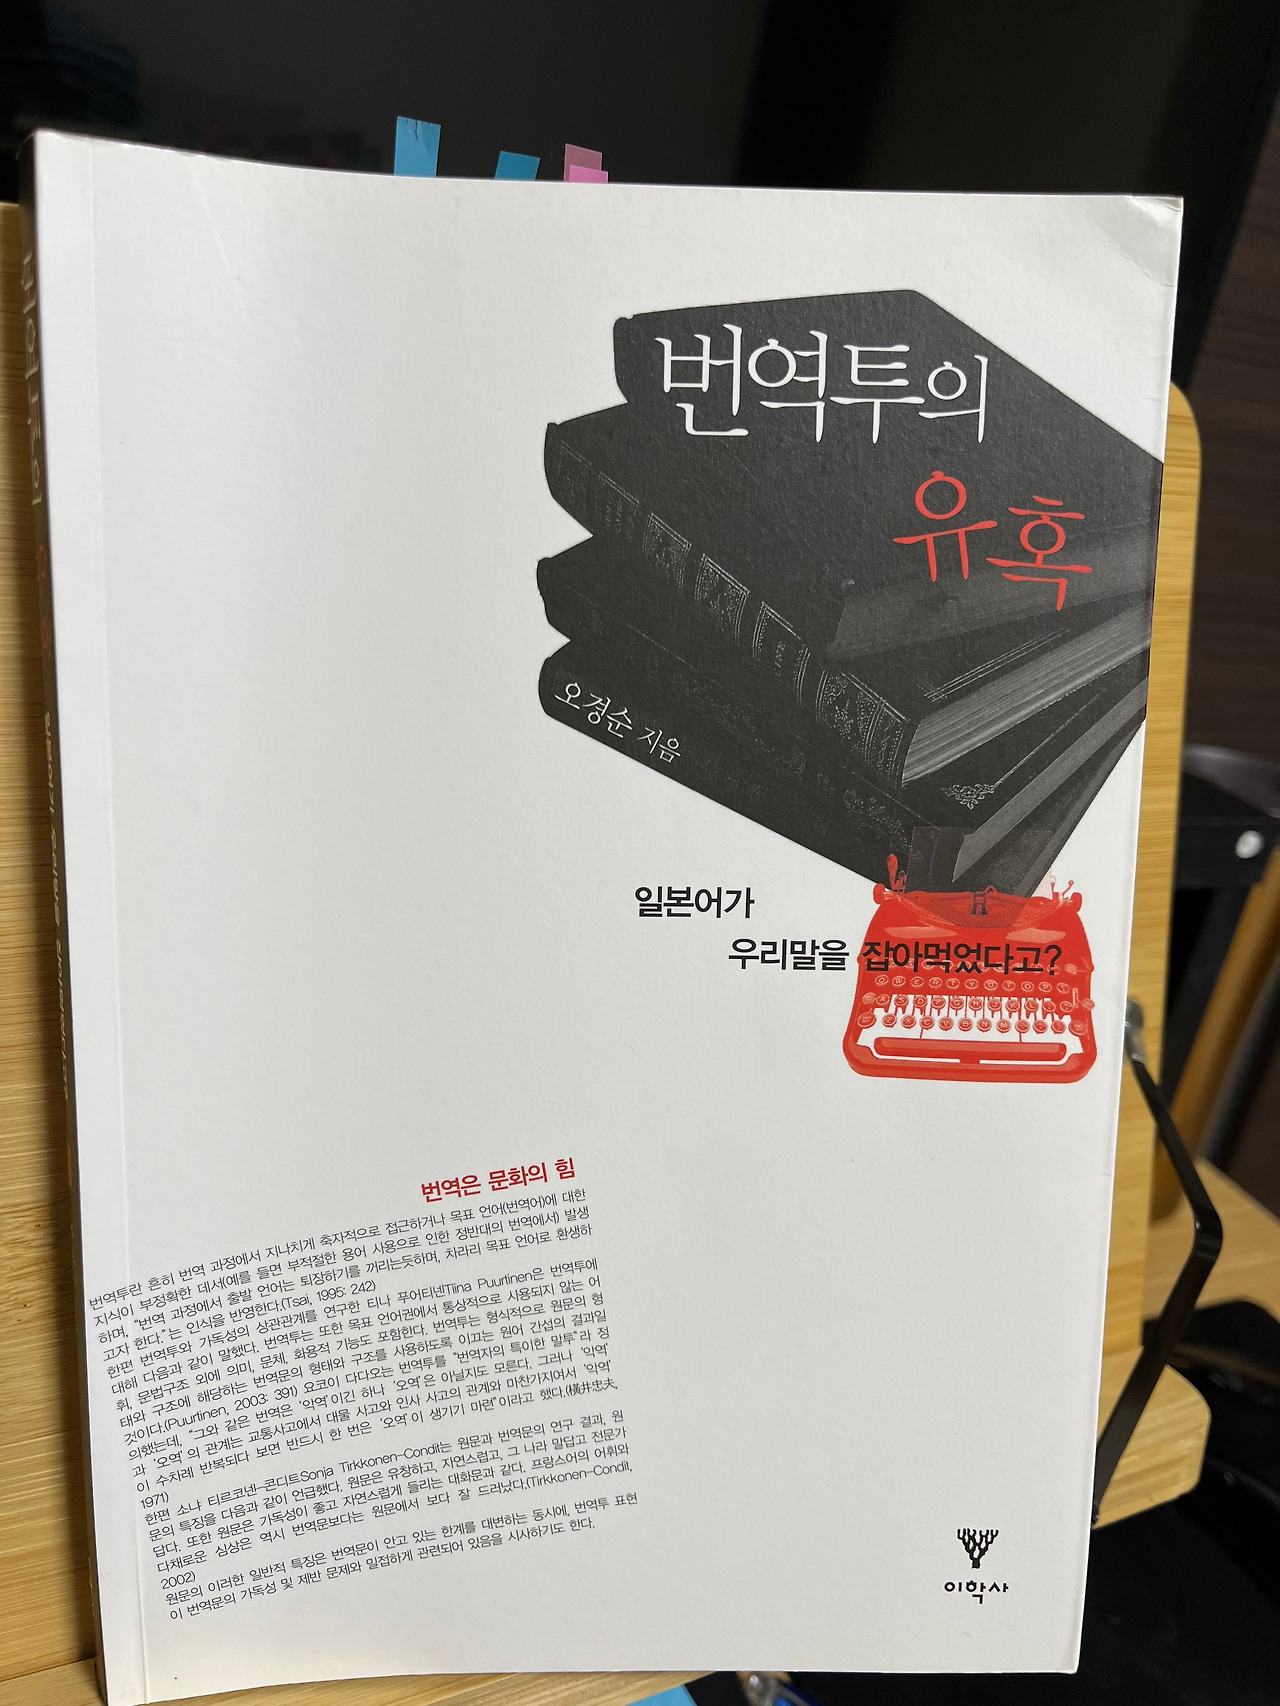 번역투의
유혹
오경순 지음
일본어가
우리말을 잡아먹었다고?
번역은 문화의 힘
번역투란 흔히 번역 과정에서 지나치게 축자적으로 접근하거나 목표 언어(번역어)에 대한
지식이 부정확한 데서(예를 들면 부적절한 용어 사용으로 인한 정반대의 번역에서) 발생
하며, “번역 과정에서 출발 언어는 퇴장하기를 꺼리는듯하며, 차라리 목표 언어로 환생하
고자 한다.”는 인식을 반영한다.(Tsai, 1995: 242)
한편 번역투와 가독성의 상관관계를 연구한 티나 푸어티넨Tiina Puurtinen은 번역투에
대해 다음과 같이 말했다. 번역투는 또한 목표 언어권에서 통상적으로 사용되지 않는 어
휘, 문법구조 외에 의미, 문체, 화용적 기능도 포함한다. 번역투는 형식적으로 원문의 형
태와 구조에 해당하는 번역문의 형태와 구조를 사용하도록 이끄는 원어 간섭의 결과일
것이다.(Puurtinen, 2003: 391) 요코이 다다오는 번역투를 “번역자의 특이한 말투”라 정
의했는데, “그와 같은 번역은 ‘악역’이긴 하나 ‘오역’은 아닐지도 모른다. 그러나 ‘악역’
과 ‘오역’의 관계는 교통사고에서 대물 사고와 인사 사고의 관계와 마찬가지여서 ‘악역’
이 수차례 반복되다 보면 반드시 한 번은 ‘오역’이 생기기 마련”이라고 했다.(橫井忠夫,
1971)
한편 소냐 티르코넨–콘디트Sonja Tirkkonen–Condit는 원문과 번역문의 연구 결과, 원
문의 특징을 다음과 같이 언급했다. 원문은 유창하고, 자연스럽고, 그 나라 말답고 전문가
답다. 또한 원문은 가독성이 좋고 자연스럽게 들리는 대화문과 같다. 프랑스어의 어휘와
다채로운 심상은 역시 번역문보다는 원문에서 보다 잘 드러났다.(Tirkkonen–Condit,
2002)
원문의 이러한 일반적 특징은 번역문이 안고 있는 한계를 대변하는 동시에, 번역투 표현
이 번역문의 가독성 및 제반 문제와 밀접하게 관련되어 있음을 시사하기도 한다.
이학사